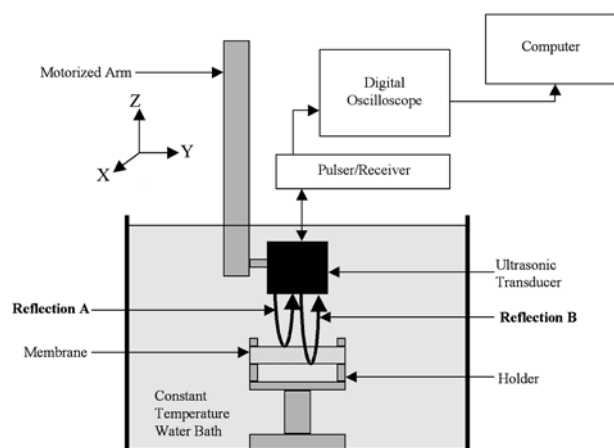 Computer
Motorized Arm
Digital
Oscilloscope
Z
Y
X
Pulser/Receiver
Ultrasonic
Transducer
Reflection A
Reflection B
Membrane
Holder
Constant
Temperature
Water Bath